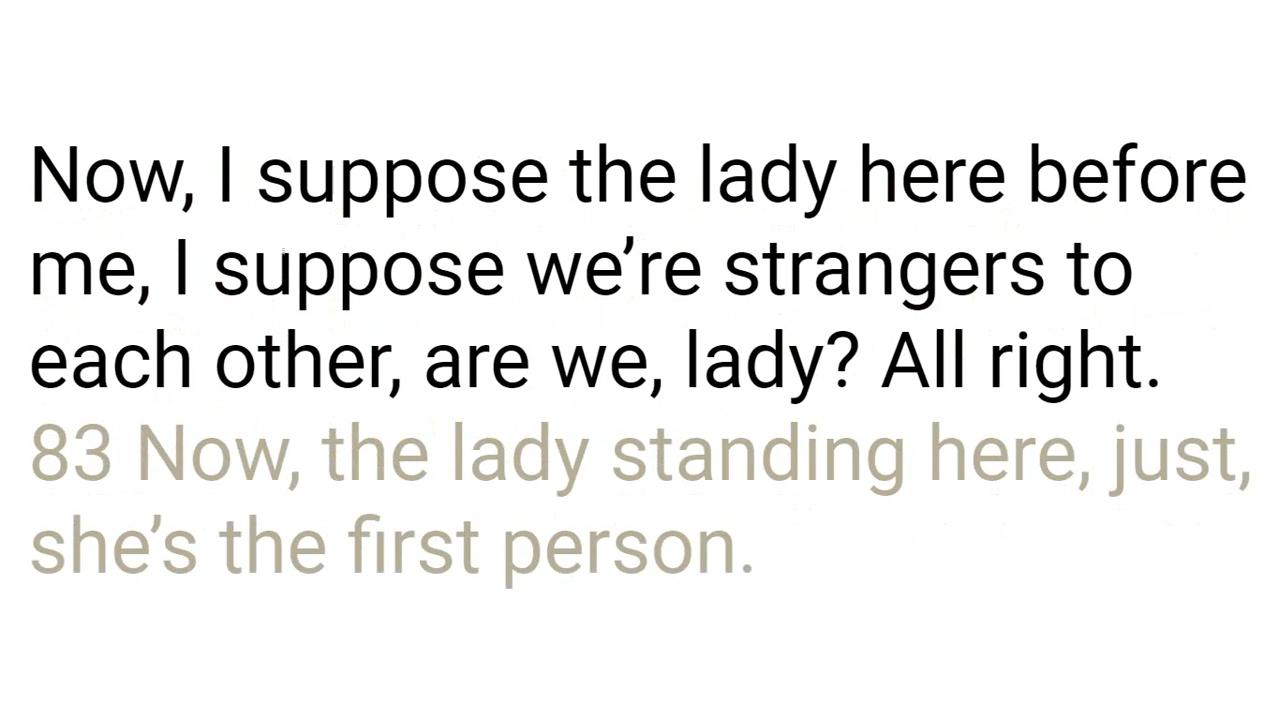 Now, I suppose the lady here before
me, I suppose we’re strangers to
each other, are we, lady? All right.
83 Now, the lady standing here, just,
she’s the first person.